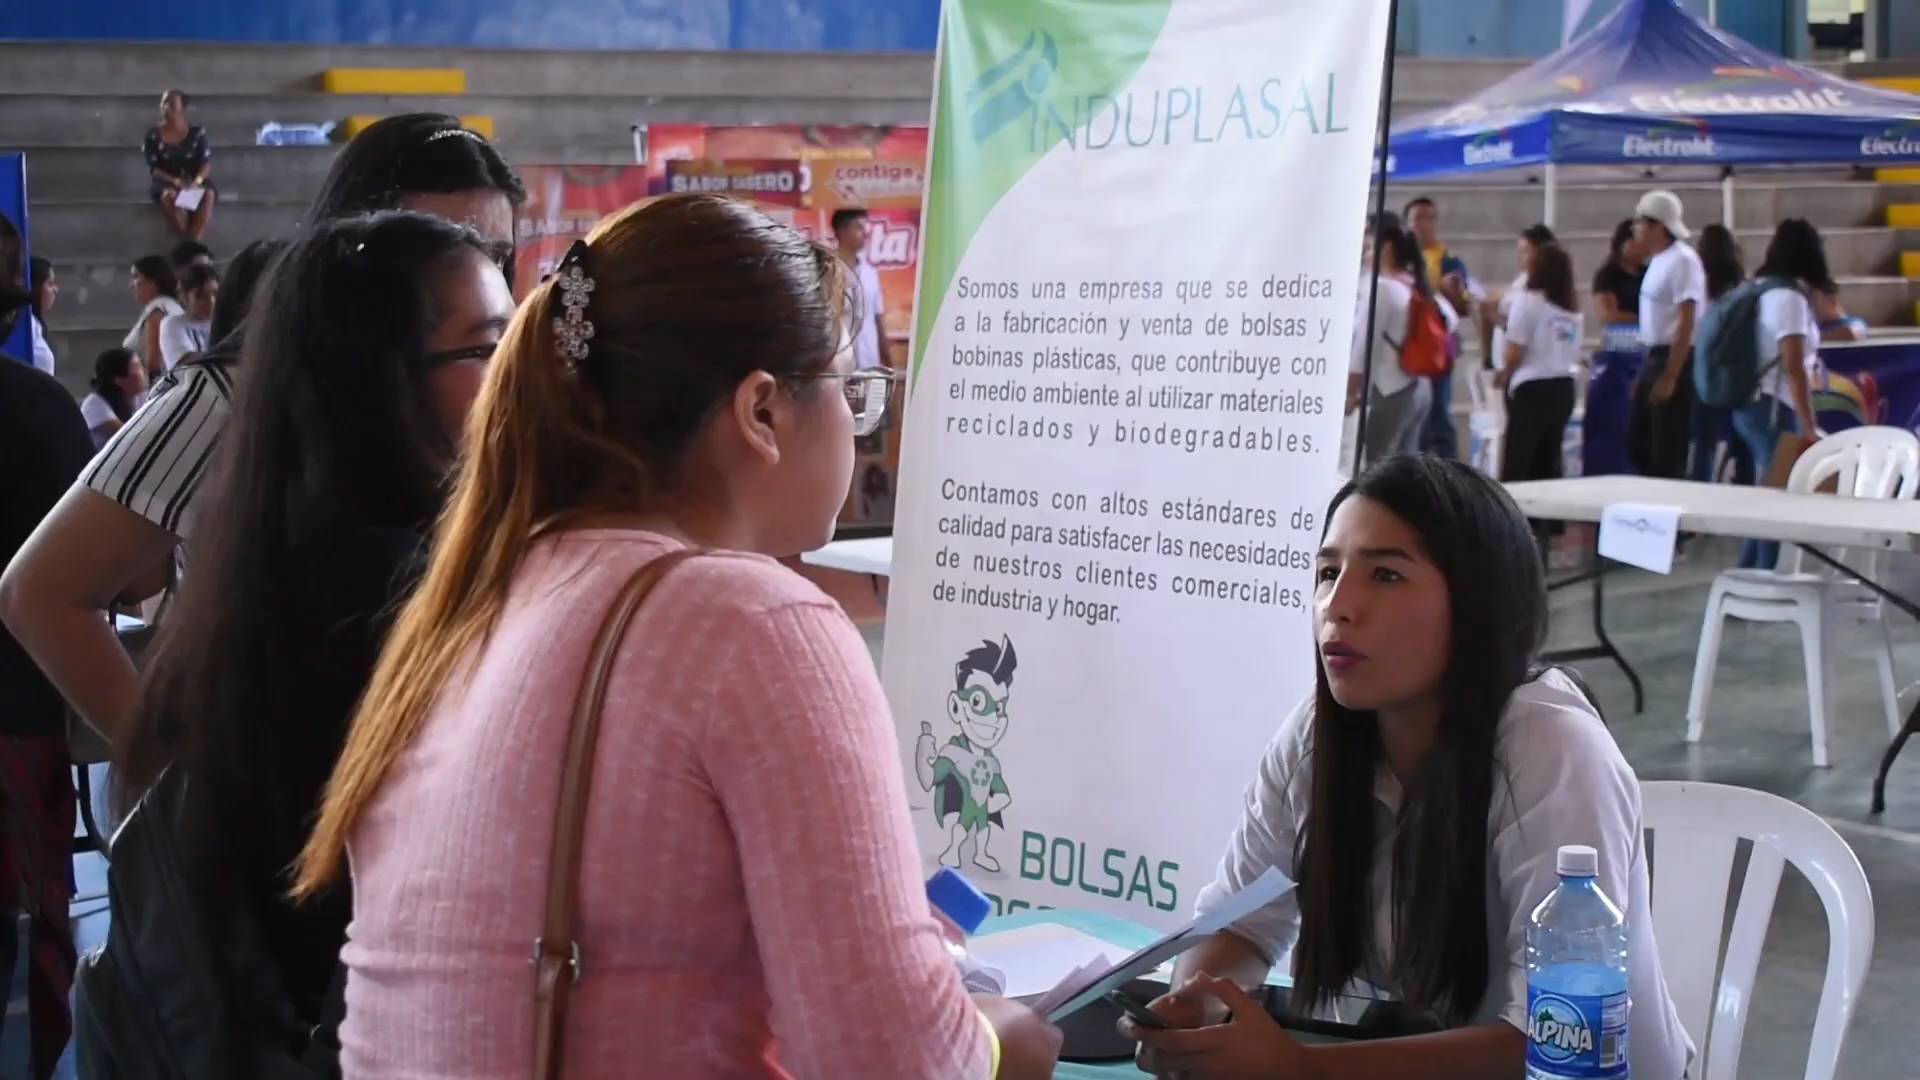 INDUPLASAL
Somos una empresa que se dedica
a la fabricación y venta de bolsas y
bobinas plásticas, que contribuye con
el medio ambiente al utilizar materiales
reciclados y biodegradables.
Contamos con altos estándares de
calidad para satisfacer las necesidades
de nuestros clientes comerciales,
de industria y hogar.
BOLSAS
Electrolit
Electrolit
Electrolit
SABOR CASERO
contigo
ALPINA